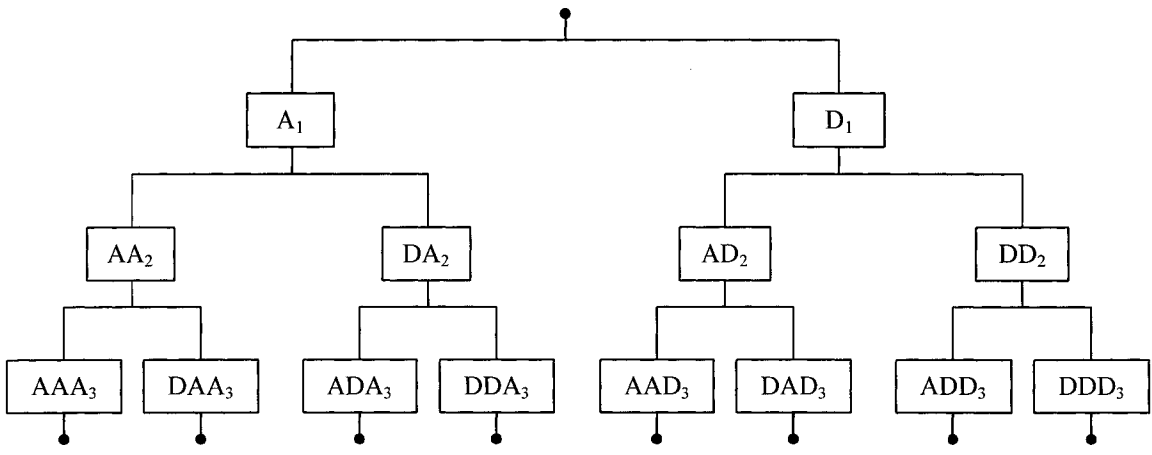 A₁ D₁
AA₂ DA₂ AD₂ DD₂
AAA₃ DAA₃ ADA₃ DDA₃ AAD₃ DAD₃ ADD₃ DDD₃